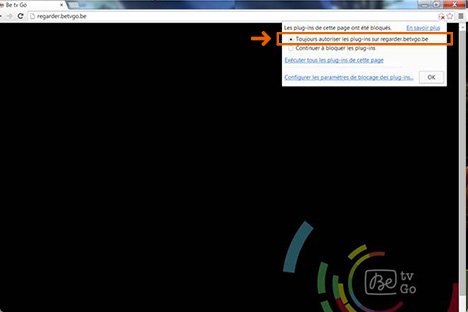 Be tv Go
regarder.betvgo.be
Les plug-ins de cette page ont été bloqués. En savoir plus
Toujours autoriser les plug-ins sur regarder.betvgo.be
Continuer à bloquer les plug-ins
Exécuter tous les plug-ins de cette page
Configurer les paramètres de blocage des plug-ins...
OK
Be tv
Go